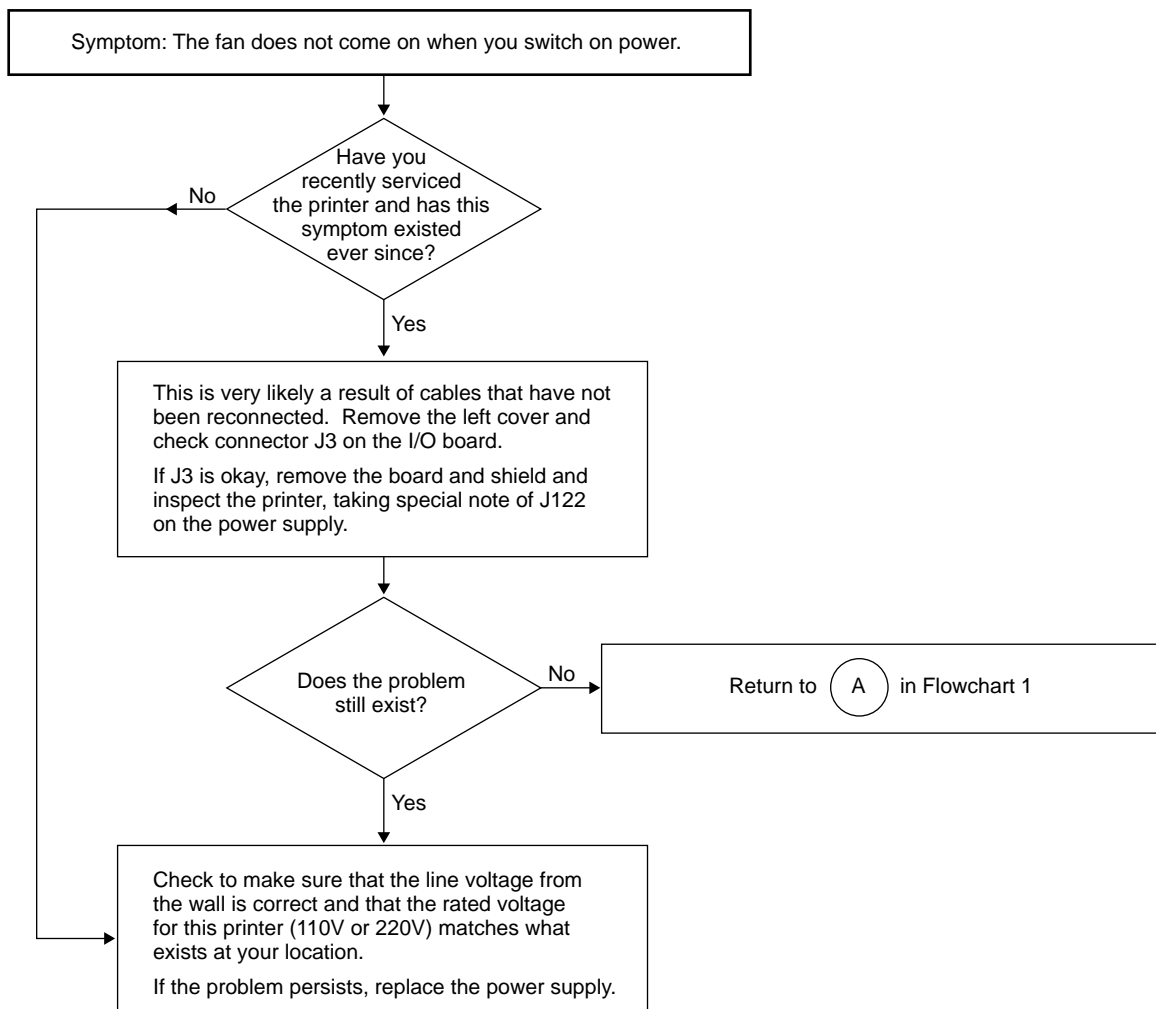 Symptom: The fan does not come on when you switch on power.
Have you
recently serviced
the printer and has this
symptom existed
ever since?
No
Yes
This is very likely a result of cables that have not
been reconnected.  Remove the left cover and
check connector J3 on the I/O board.
If J3 is okay, remove the board and shield and
inspect the printer, taking special note of J122
on the power supply.
Does the problem
still exist?
No
Return to A in Flowchart 1
Yes
Check to make sure that the line voltage from
the wall is correct and that the rated voltage
for this printer (110V or 220V) matches what
exists at your location.
If the problem persists, replace the power supply.